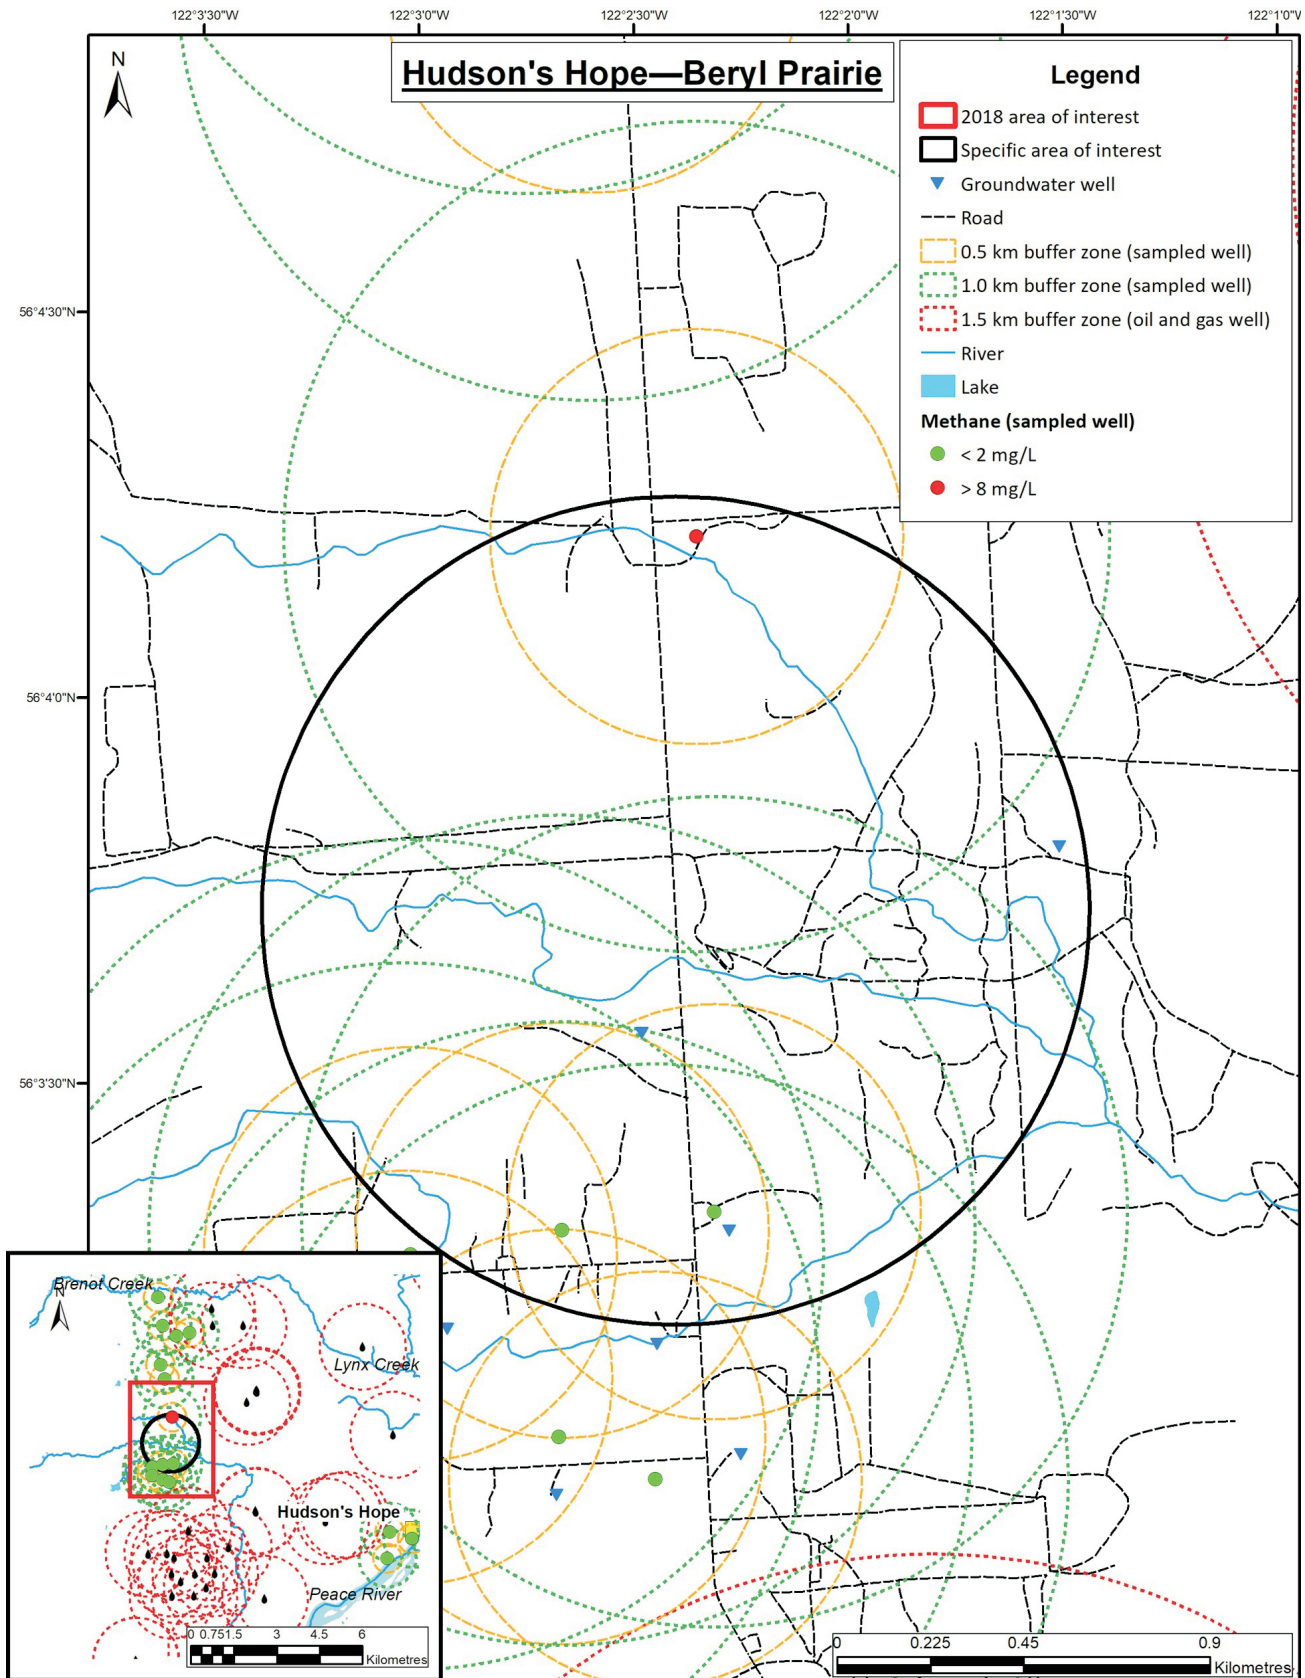 122°3'30"W 122°3'0"W 122°2'30"W 122°2'0"W 122°1'30"W 122°1'0"W
N
Hudson's Hope—Beryl Prairie
Legend
2018 area of interest
Specific area of interest
Groundwater well
Road
0.5 km buffer zone (sampled well)
1.0 km buffer zone (sampled well)
1.5 km buffer zone (oil and gas well)
River
Lake
Methane (sampled well)
< 2 mg/L
> 8 mg/L
56°4'30"N
56°4'0"N
56°3'30"N
Brenot Creek
N
Lynx Creek
Hudson's Hope
Peace River
0 0.75 1.5 3 4.5 6
Kilometres
0 0.225 0.45 0.9
Kilometres